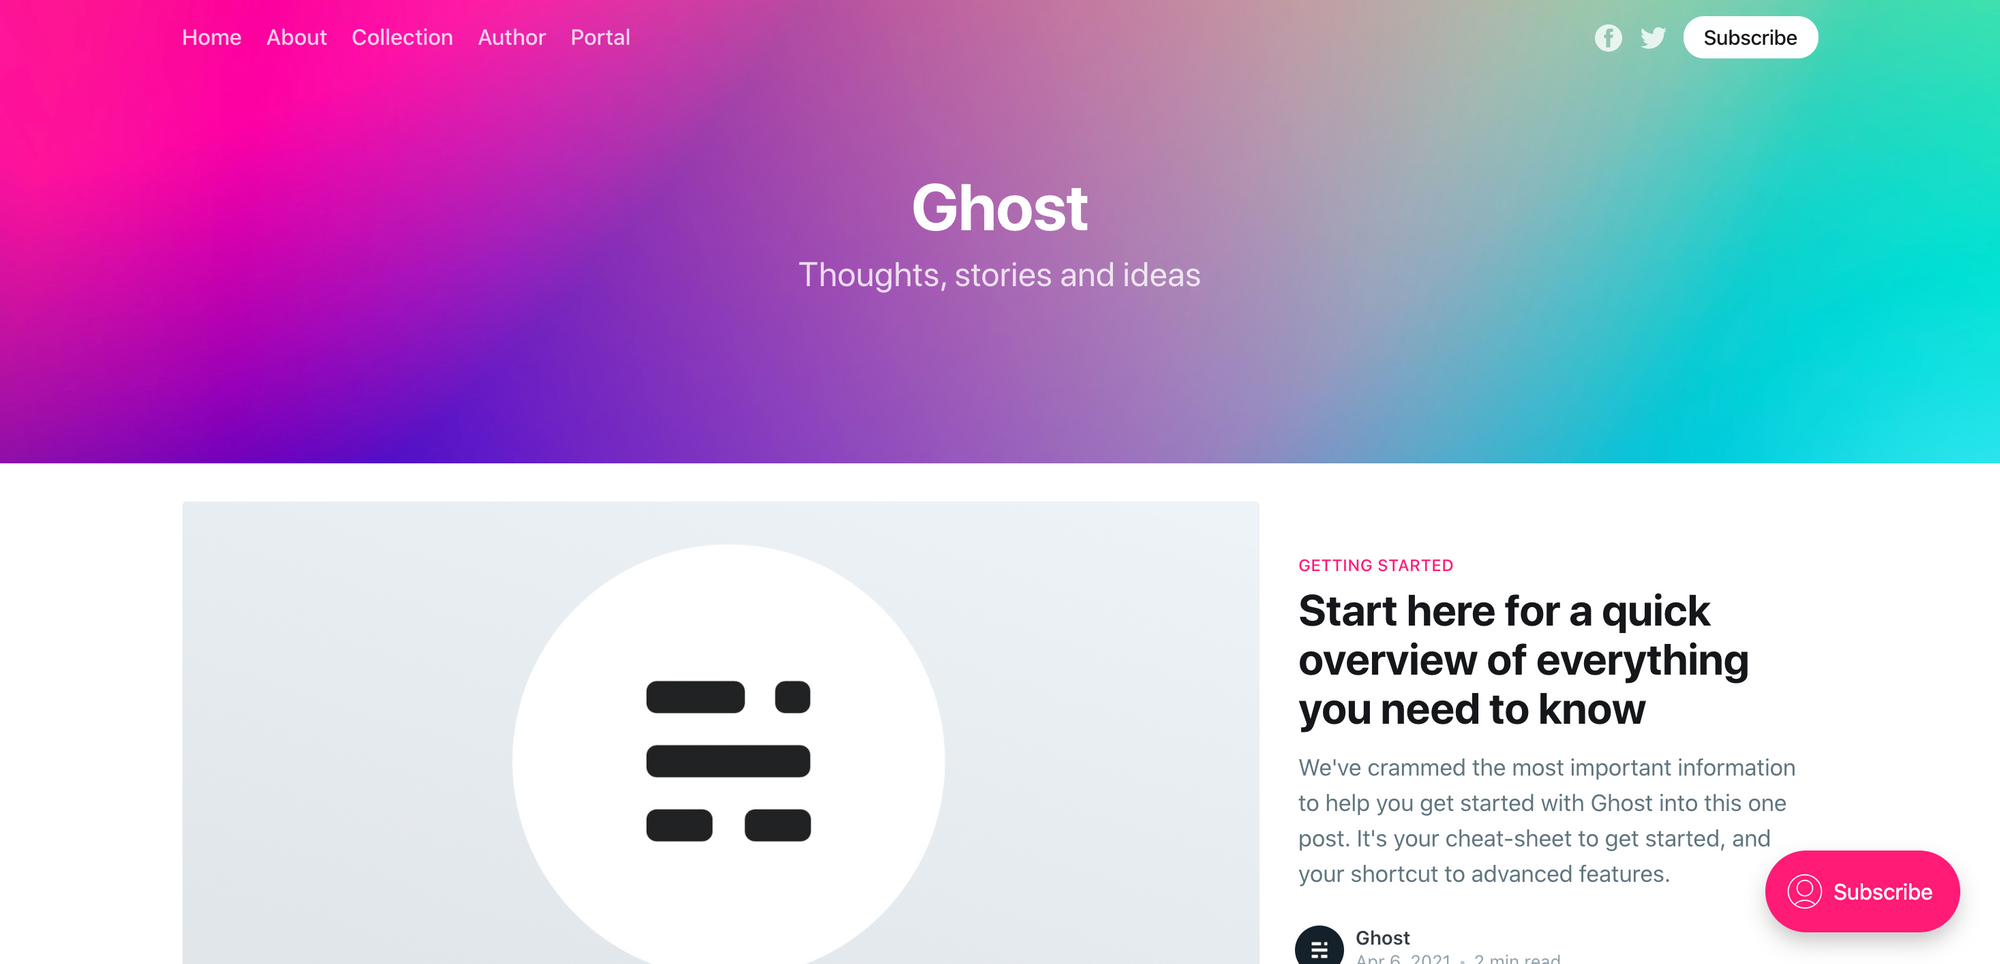 Home About Collection Author Portal
Subscribe
Ghost
Thoughts, stories and ideas
GETTING STARTED
Start here for a quick
overview of everything
you need to know
We've crammed the most important information
to help you get started with Ghost into this one
post. It's your cheat-sheet to get started, and
your shortcut to advanced features.
Subscribe
Ghost
Apr 6, 2021 • 2 min read